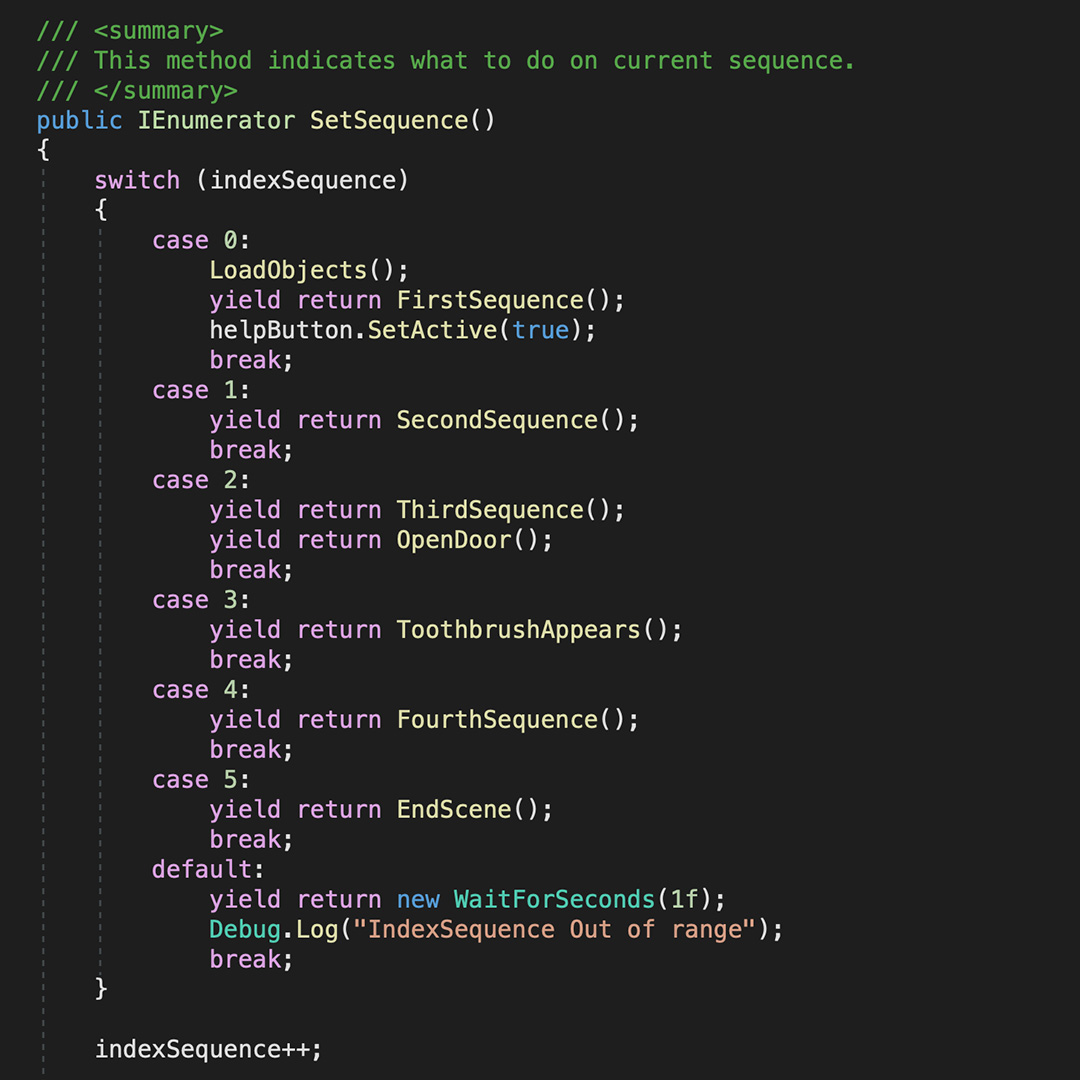 /// <summary>
/// This method indicates what to do on current sequence.
/// </summary>
public IEnumerator SetSequence()
{
    switch (indexSequence)
    {
        case 0:
            LoadObjects();
            yield return FirstSequence();
            helpButton.SetActive(true);
            break;
        case 1:
            yield return SecondSequence();
            break;
        case 2:
            yield return ThirdSequence();
            yield return OpenDoor();
            break;
        case 3:
            yield return ToothbrushAppears();
            break;
        case 4:
            yield return FourthSequence();
            break;
        case 5:
            yield return EndScene();
            break;
        default:
            yield return new WaitForSeconds(1f);
            Debug.Log("IndexSequence Out of range");
            break;
    }

    indexSequence++;